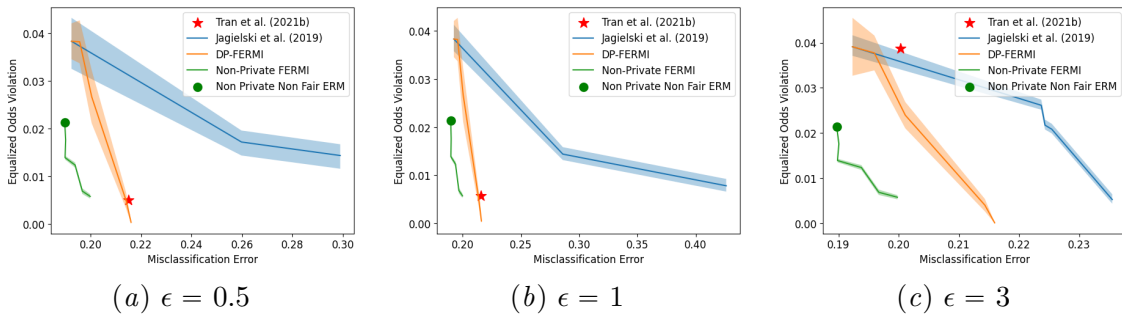 Equalized Odds Violation
0.04
0.03
0.02
0.01
0.00
Tran et al. (2021b)
Jagielski et al. (2019)
DP-FERMI
Non-Private FERMI
Non Private Non Fair ERM
0.20 0.22 0.24 0.26 0.28 0.30
Misclassification Error
(a) ϵ = 0.5
Equalized Odds Violation
0.04
0.03
0.02
0.01
0.00
Tran et al. (2021b)
Jagielski et al. (2019)
DP-FERMI
Non-Private FERMI
Non Private Non Fair ERM
0.20 0.25 0.30 0.35 0.40
Misclassification Error
(b) ϵ = 1
Equalized Odds Violation
0.05
0.04
0.03
0.02
0.01
0.00
Tran et al. (2021b)
Jagielski et al. (2019)
DP-FERMI
Non-Private FERMI
Non Private Non Fair ERM
0.19 0.20 0.21 0.22 0.23
Misclassification Error
(c) ϵ = 3